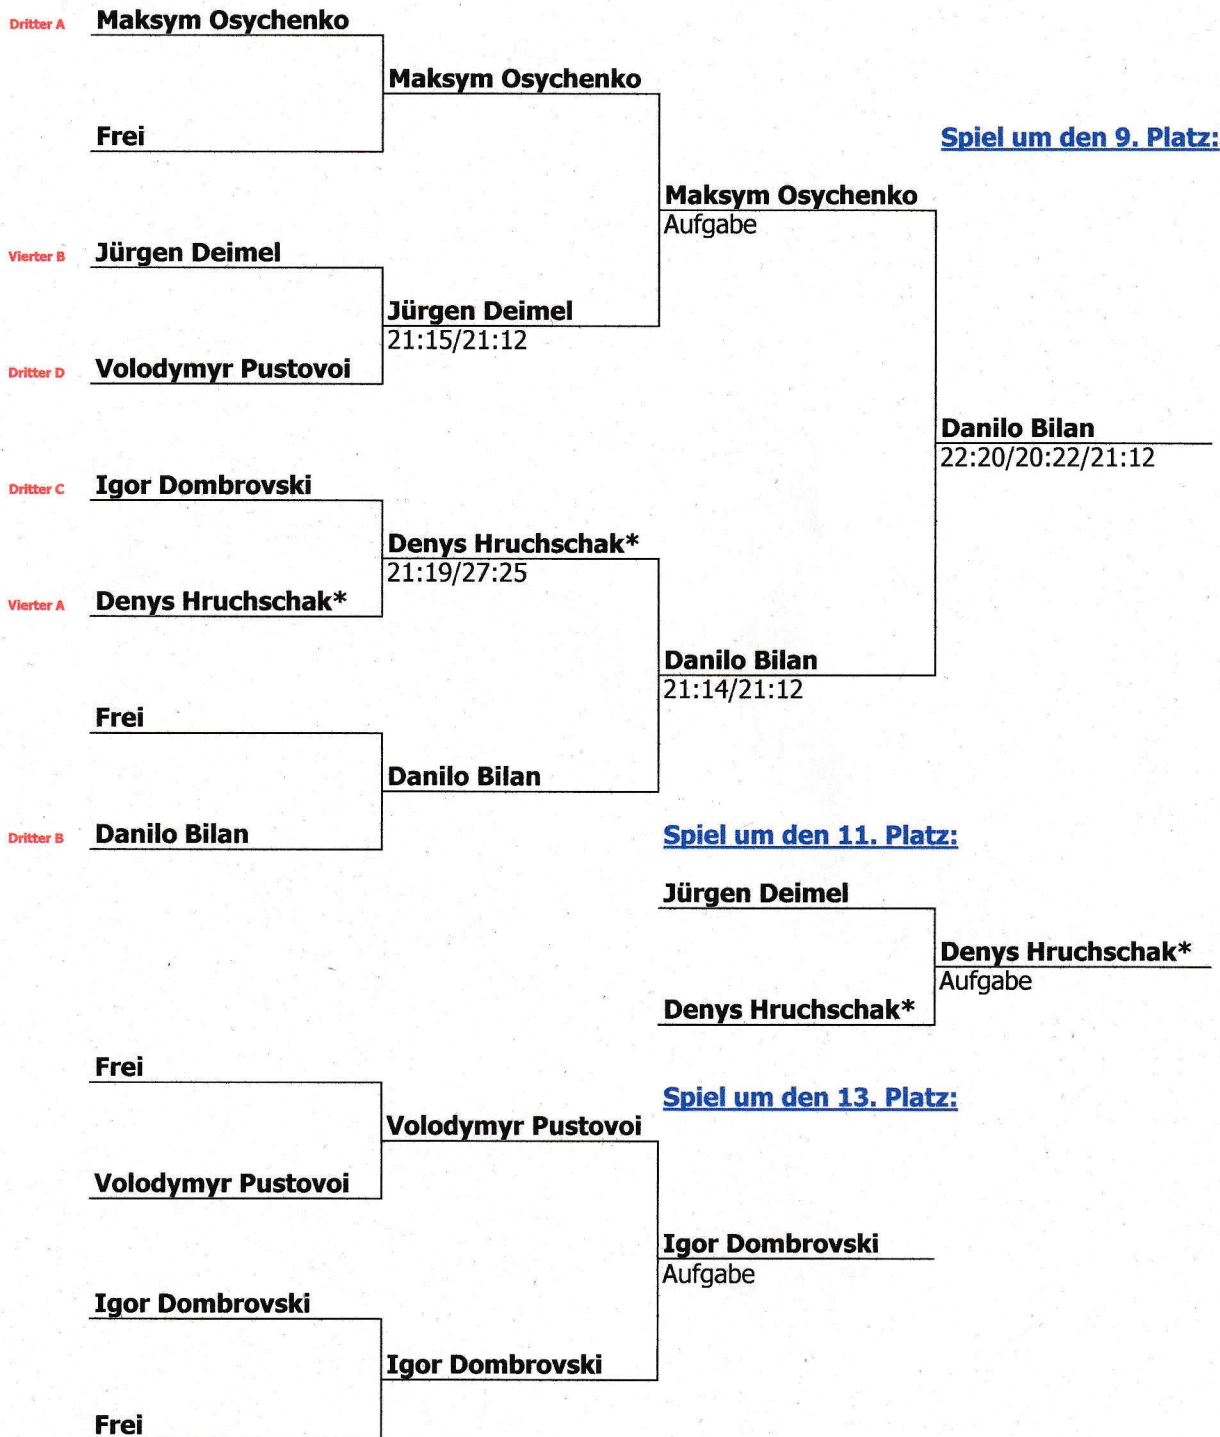 Dritter A Maksym Osychenko
Maksym Osychenko
Frei
Spiel um den 9. Platz:
Maksym Osychenko
Aufgabe
Vierter B Jürgen Deimel
Jürgen Deimel
21:15/21:12
Dritter D Volodymyr Pustovoi
Danilo Bilan
22:20/20:22/21:12
Dritter C Igor Dombrovski
Denys Hruchschak*
21:19/27:25
Vierter A Denys Hruchschak*
Danilo Bilan
21:14/21:12
Frei
Danilo Bilan
Dritter B Danilo Bilan
Spiel um den 11. Platz:
Jürgen Deimel
Denys Hruchschak*
Aufgabe
Denys Hruchschak*
Frei
Spiel um den 13. Platz:
Volodymyr Pustovoi
Volodymyr Pustovoi
Igor Dombrovski
Aufgabe
Igor Dombrovski
Igor Dombrovski
Frei